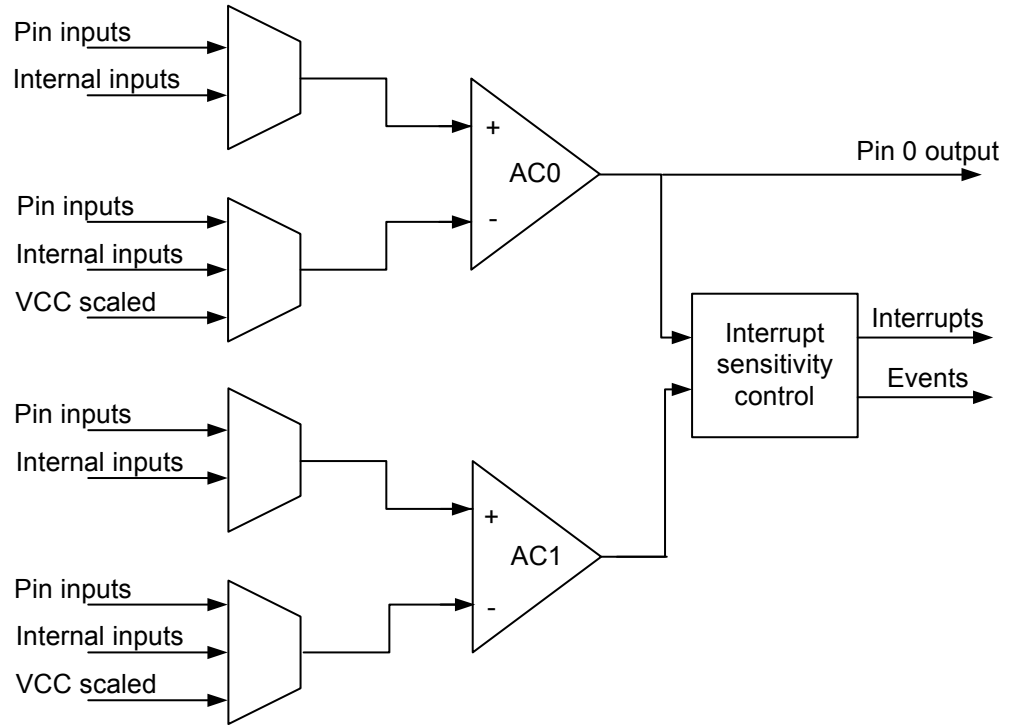 Pin inputs
Internal inputs
+
AC0
-
Pin 0 output
Pin inputs
Internal inputs
VCC scaled
Interrupt
sensitivity
control
Interrupts
Events
Pin inputs
Internal inputs
+
AC1
-
Pin inputs
Internal inputs
VCC scaled